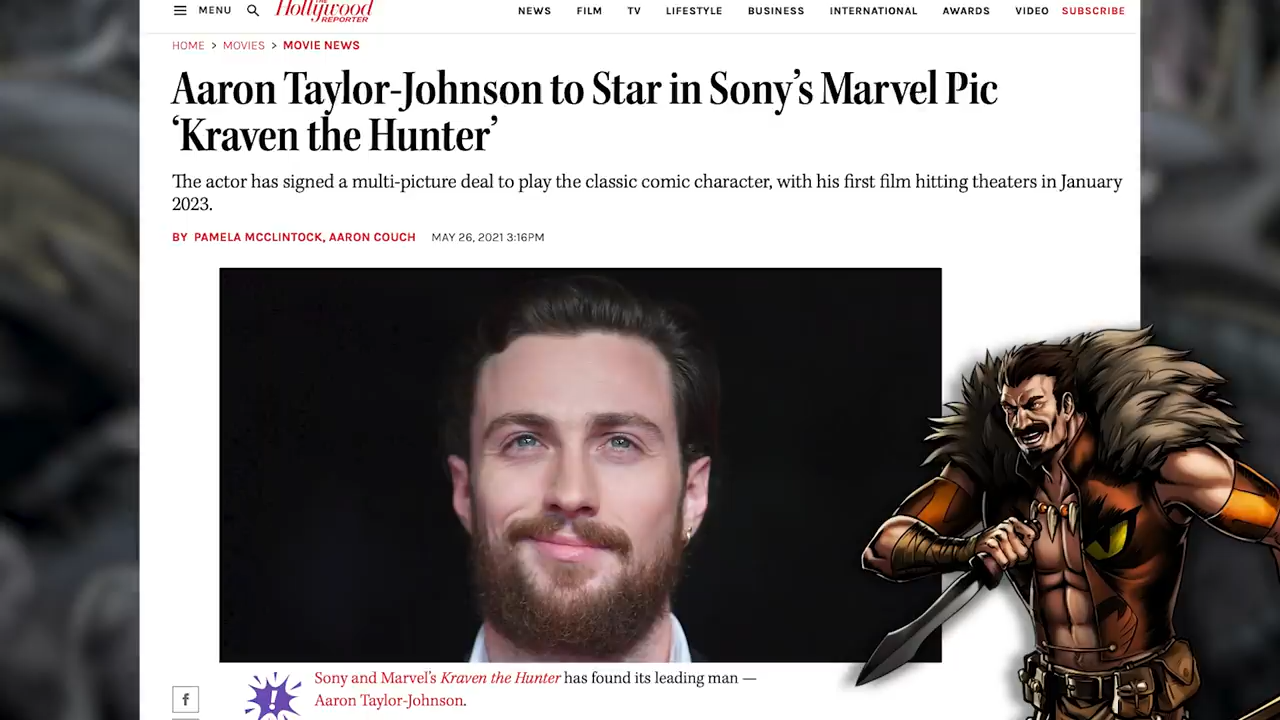 MENU
The Hollywood REPORTER
NEWS FILM TV LIFESTYLE BUSINESS INTERNATIONAL AWARDS VIDEO SUBSCRIBE
HOME > MOVIES > MOVIE NEWS
Aaron Taylor-Johnson to Star in Sony’s Marvel Pic
‘Kraven the Hunter’
The actor has signed a multi-picture deal to play the classic comic character, with his first film hitting theaters in January
2023.
BY PAMELA MCCLINTOCK, AARON COUCH MAY 26, 2021 3:16PM
Sony and Marvel’s Kraven the Hunter has found its leading man —
Aaron Taylor-Johnson.
f
!